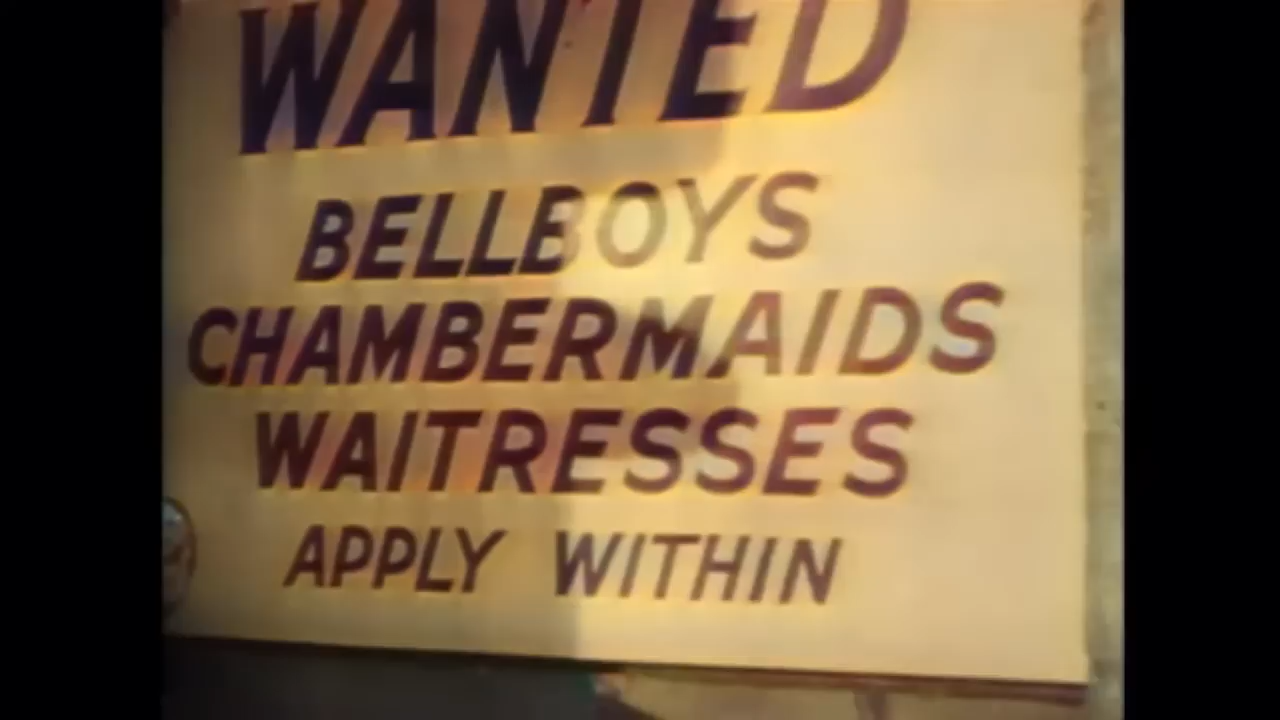 WANTED
BELLBOYS
CHAMBERMAIDS
WAITRESSES
APPLY WITHIN